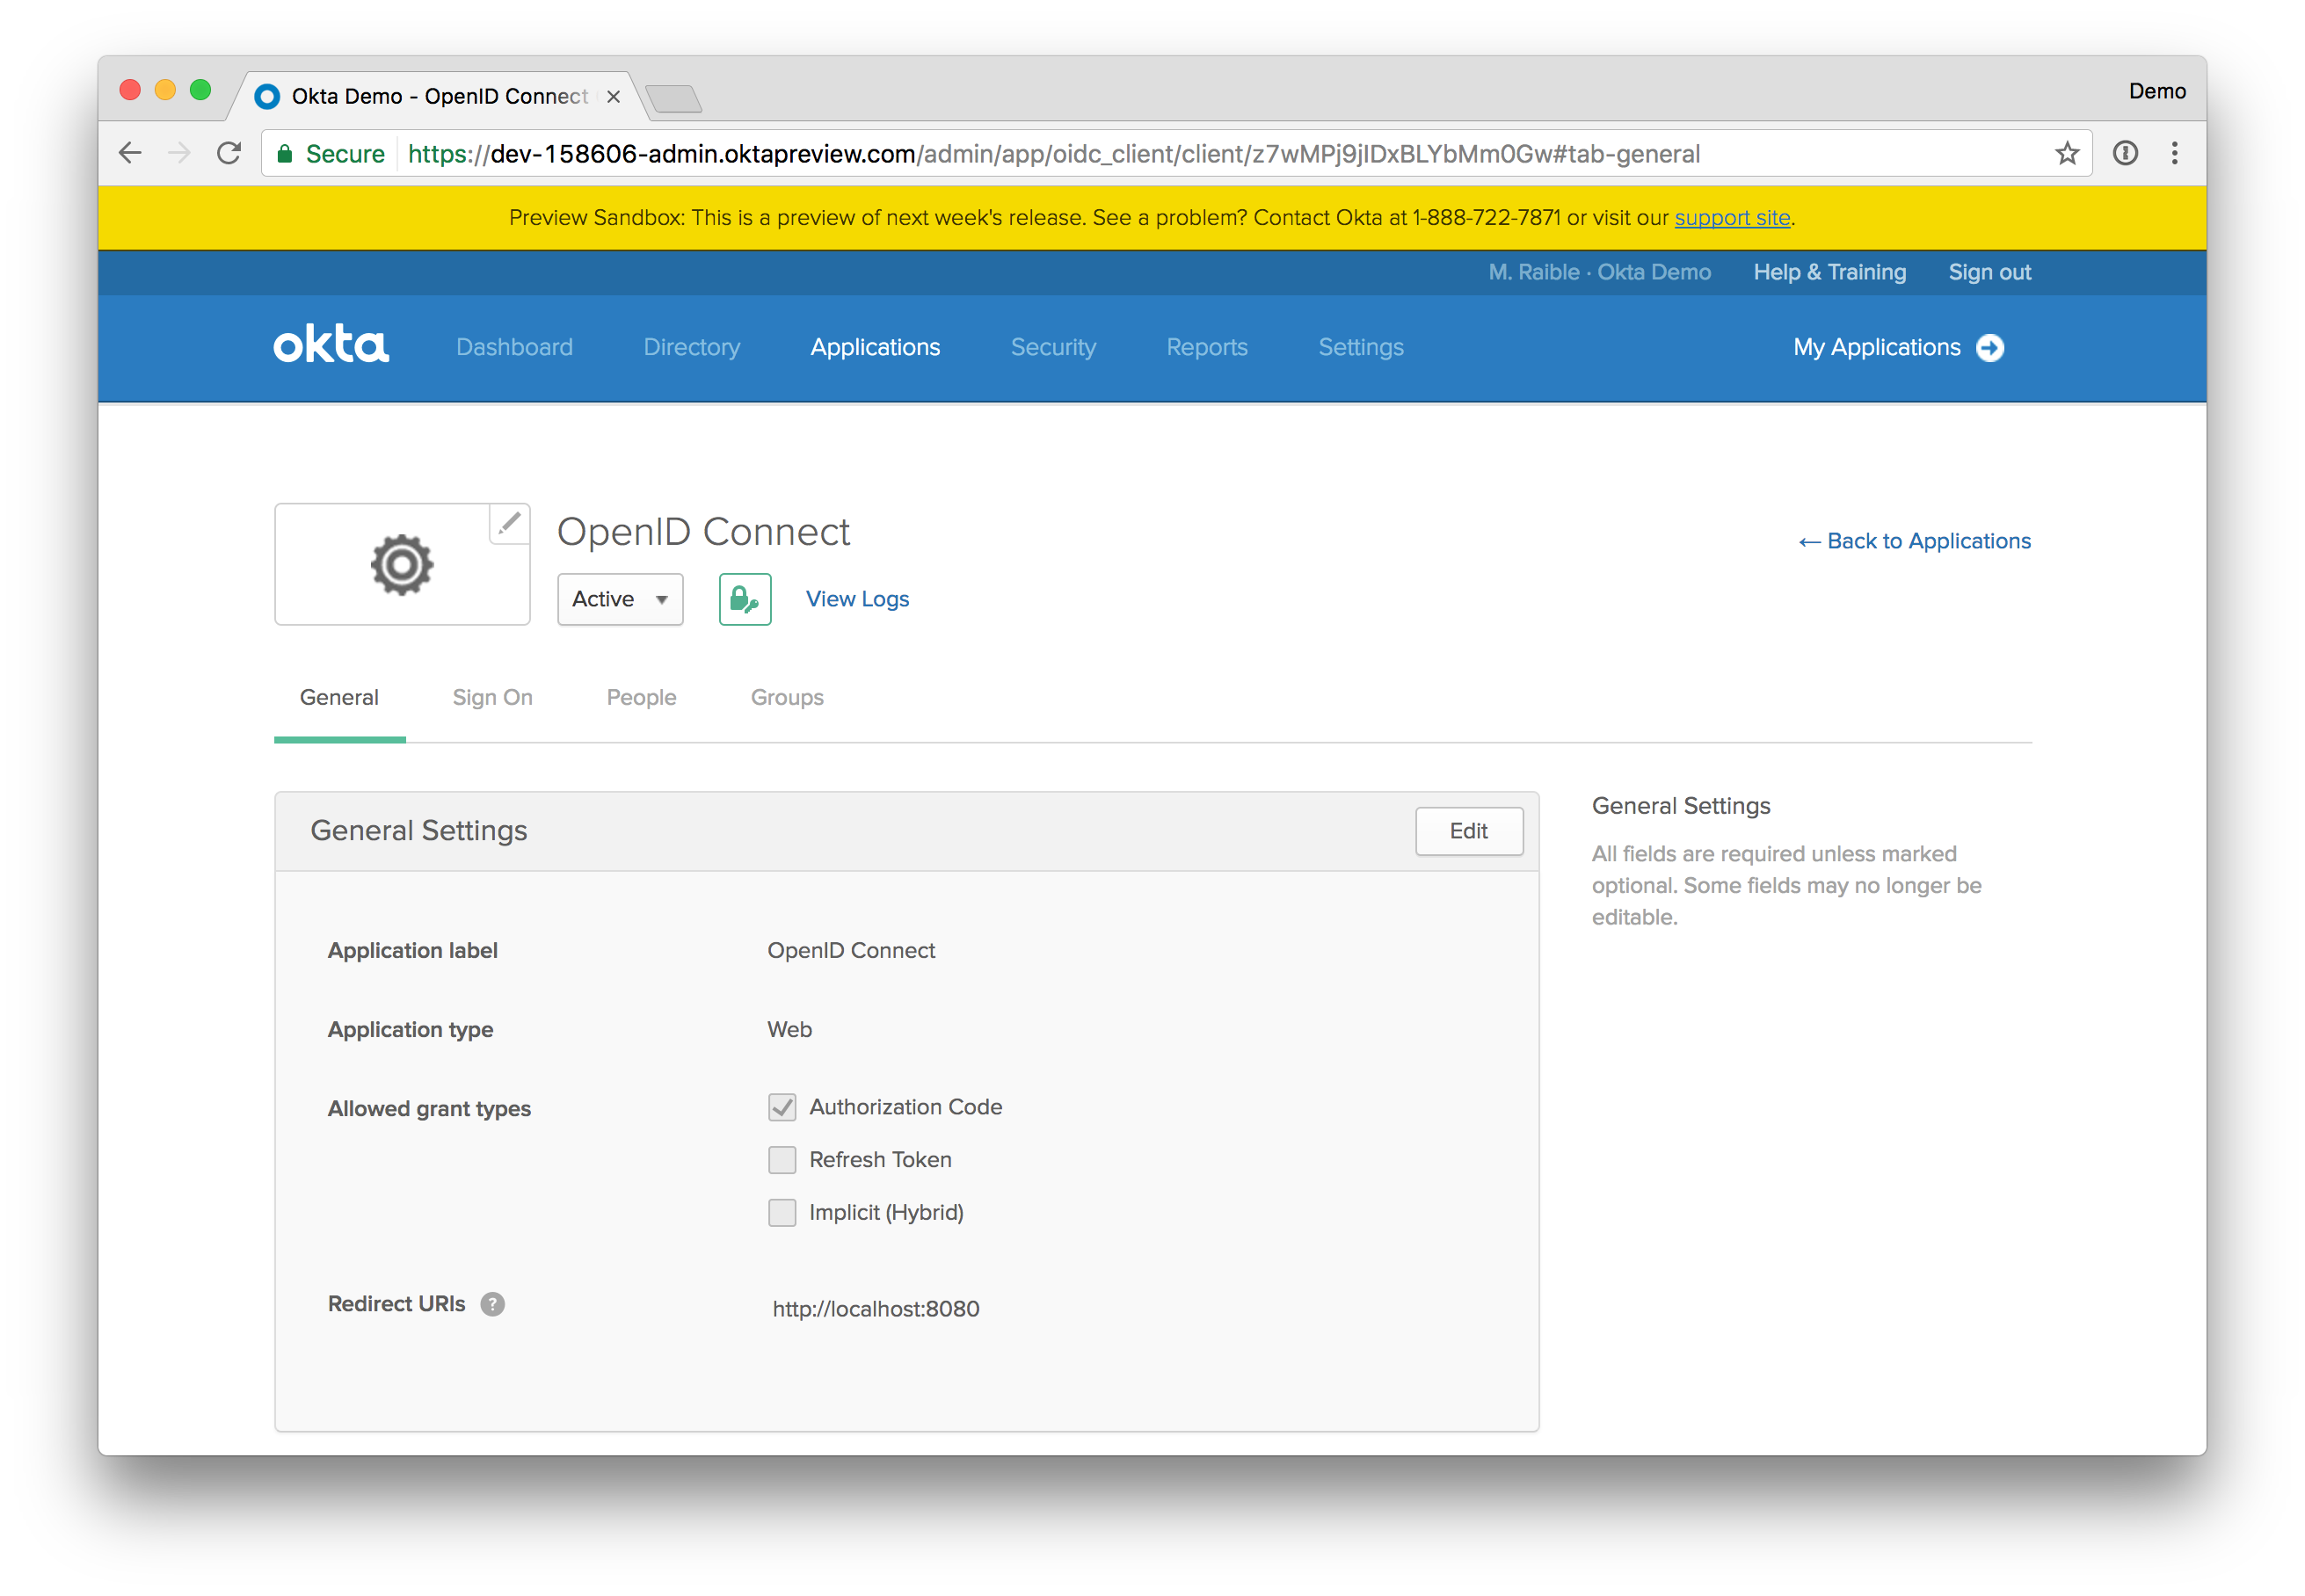 Okta Demo - OpenID Connect
Demo
Secure https://dev-158606-admin.oktapreview.com/admin/app/oidc_client/client/z7wMPj9jIDxBLYbMm0Gw#tab-general
Preview Sandbox: This is a preview of next week's release. See a problem? Contact Okta at 1-888-722-7871 or visit our support site.
M. Raible · Okta Demo Help & Training Sign out
okta Dashboard Directory Applications Security Reports Settings My Applications
OpenID Connect
← Back to Applications
Active View Logs
General Sign On People Groups
General Settings Edit
Application label OpenID Connect
Application type Web
Allowed grant types Authorization Code
Refresh Token
Implicit (Hybrid)
Redirect URIs ? http://localhost:8080
General Settings
All fields are required unless marked
optional. Some fields may no longer be
editable.